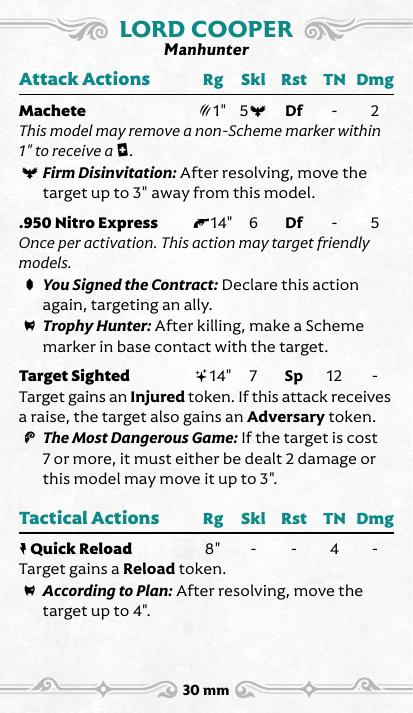 LORD COOPER
Manhunter
Attack Actions Rg Skl Rst TN Dmg
Machete 1" 5 Df - 2
This model may remove a non-Scheme marker within
1" to receive a .
Firm Disinvitation: After resolving, move the
target up to 3" away from this model.
.950 Nitro Express 14" 6 Df - 5
Once per activation. This action may target friendly
models.
You Signed the Contract: Declare this action
again, targeting an ally.
Trophy Hunter: After killing, make a Scheme
marker in base contact with the target.
Target Sighted 14" 7 Sp 12 -
Target gains an Injured token. If this attack receives
a raise, the target also gains an Adversary token.
The Most Dangerous Game: If the target is cost
7 or more, it must either be dealt 2 damage or
this model may move it up to 3".
Tactical Actions Rg Skl Rst TN Dmg
Quick Reload 8" - - 4 -
Target gains a Reload token.
According to Plan: After resolving, move the
target up to 4".
30 mm